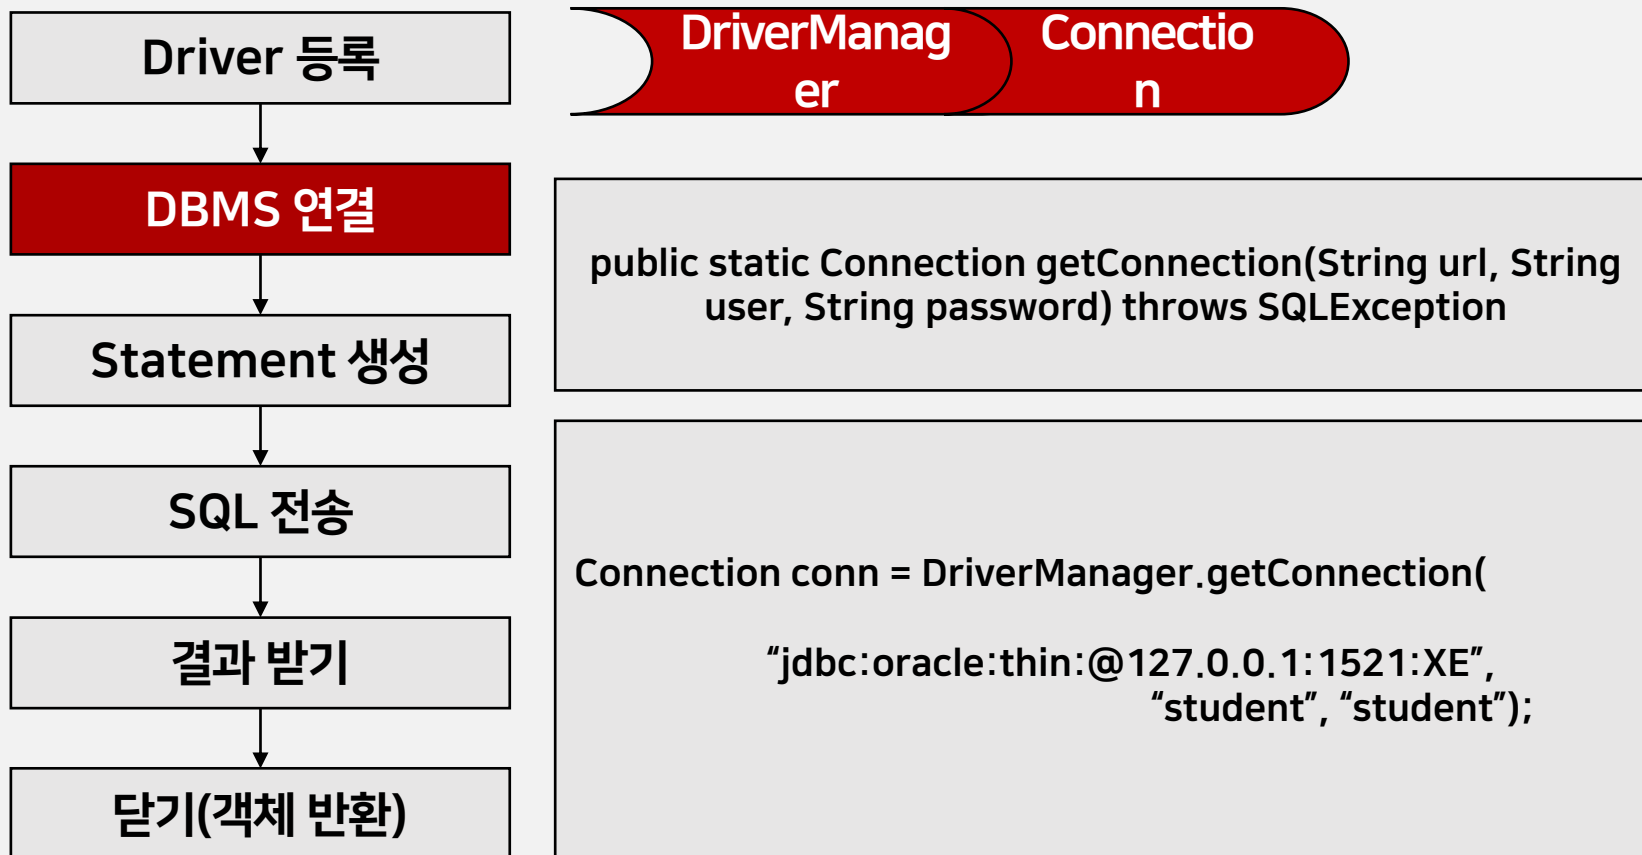 Driver 등록
DBMS 연결
Statement 생성
SQL 전송
결과 받기
닫기(객체 반환)
DriverManag
er
Connectio
n
public static Connection getConnection(String url, String
user, String password) throws SQLException
Connection conn = DriverManager.getConnection(
“jdbc:oracle:thin:@127.0.0.1:1521:XE”,
“student”, “student”);